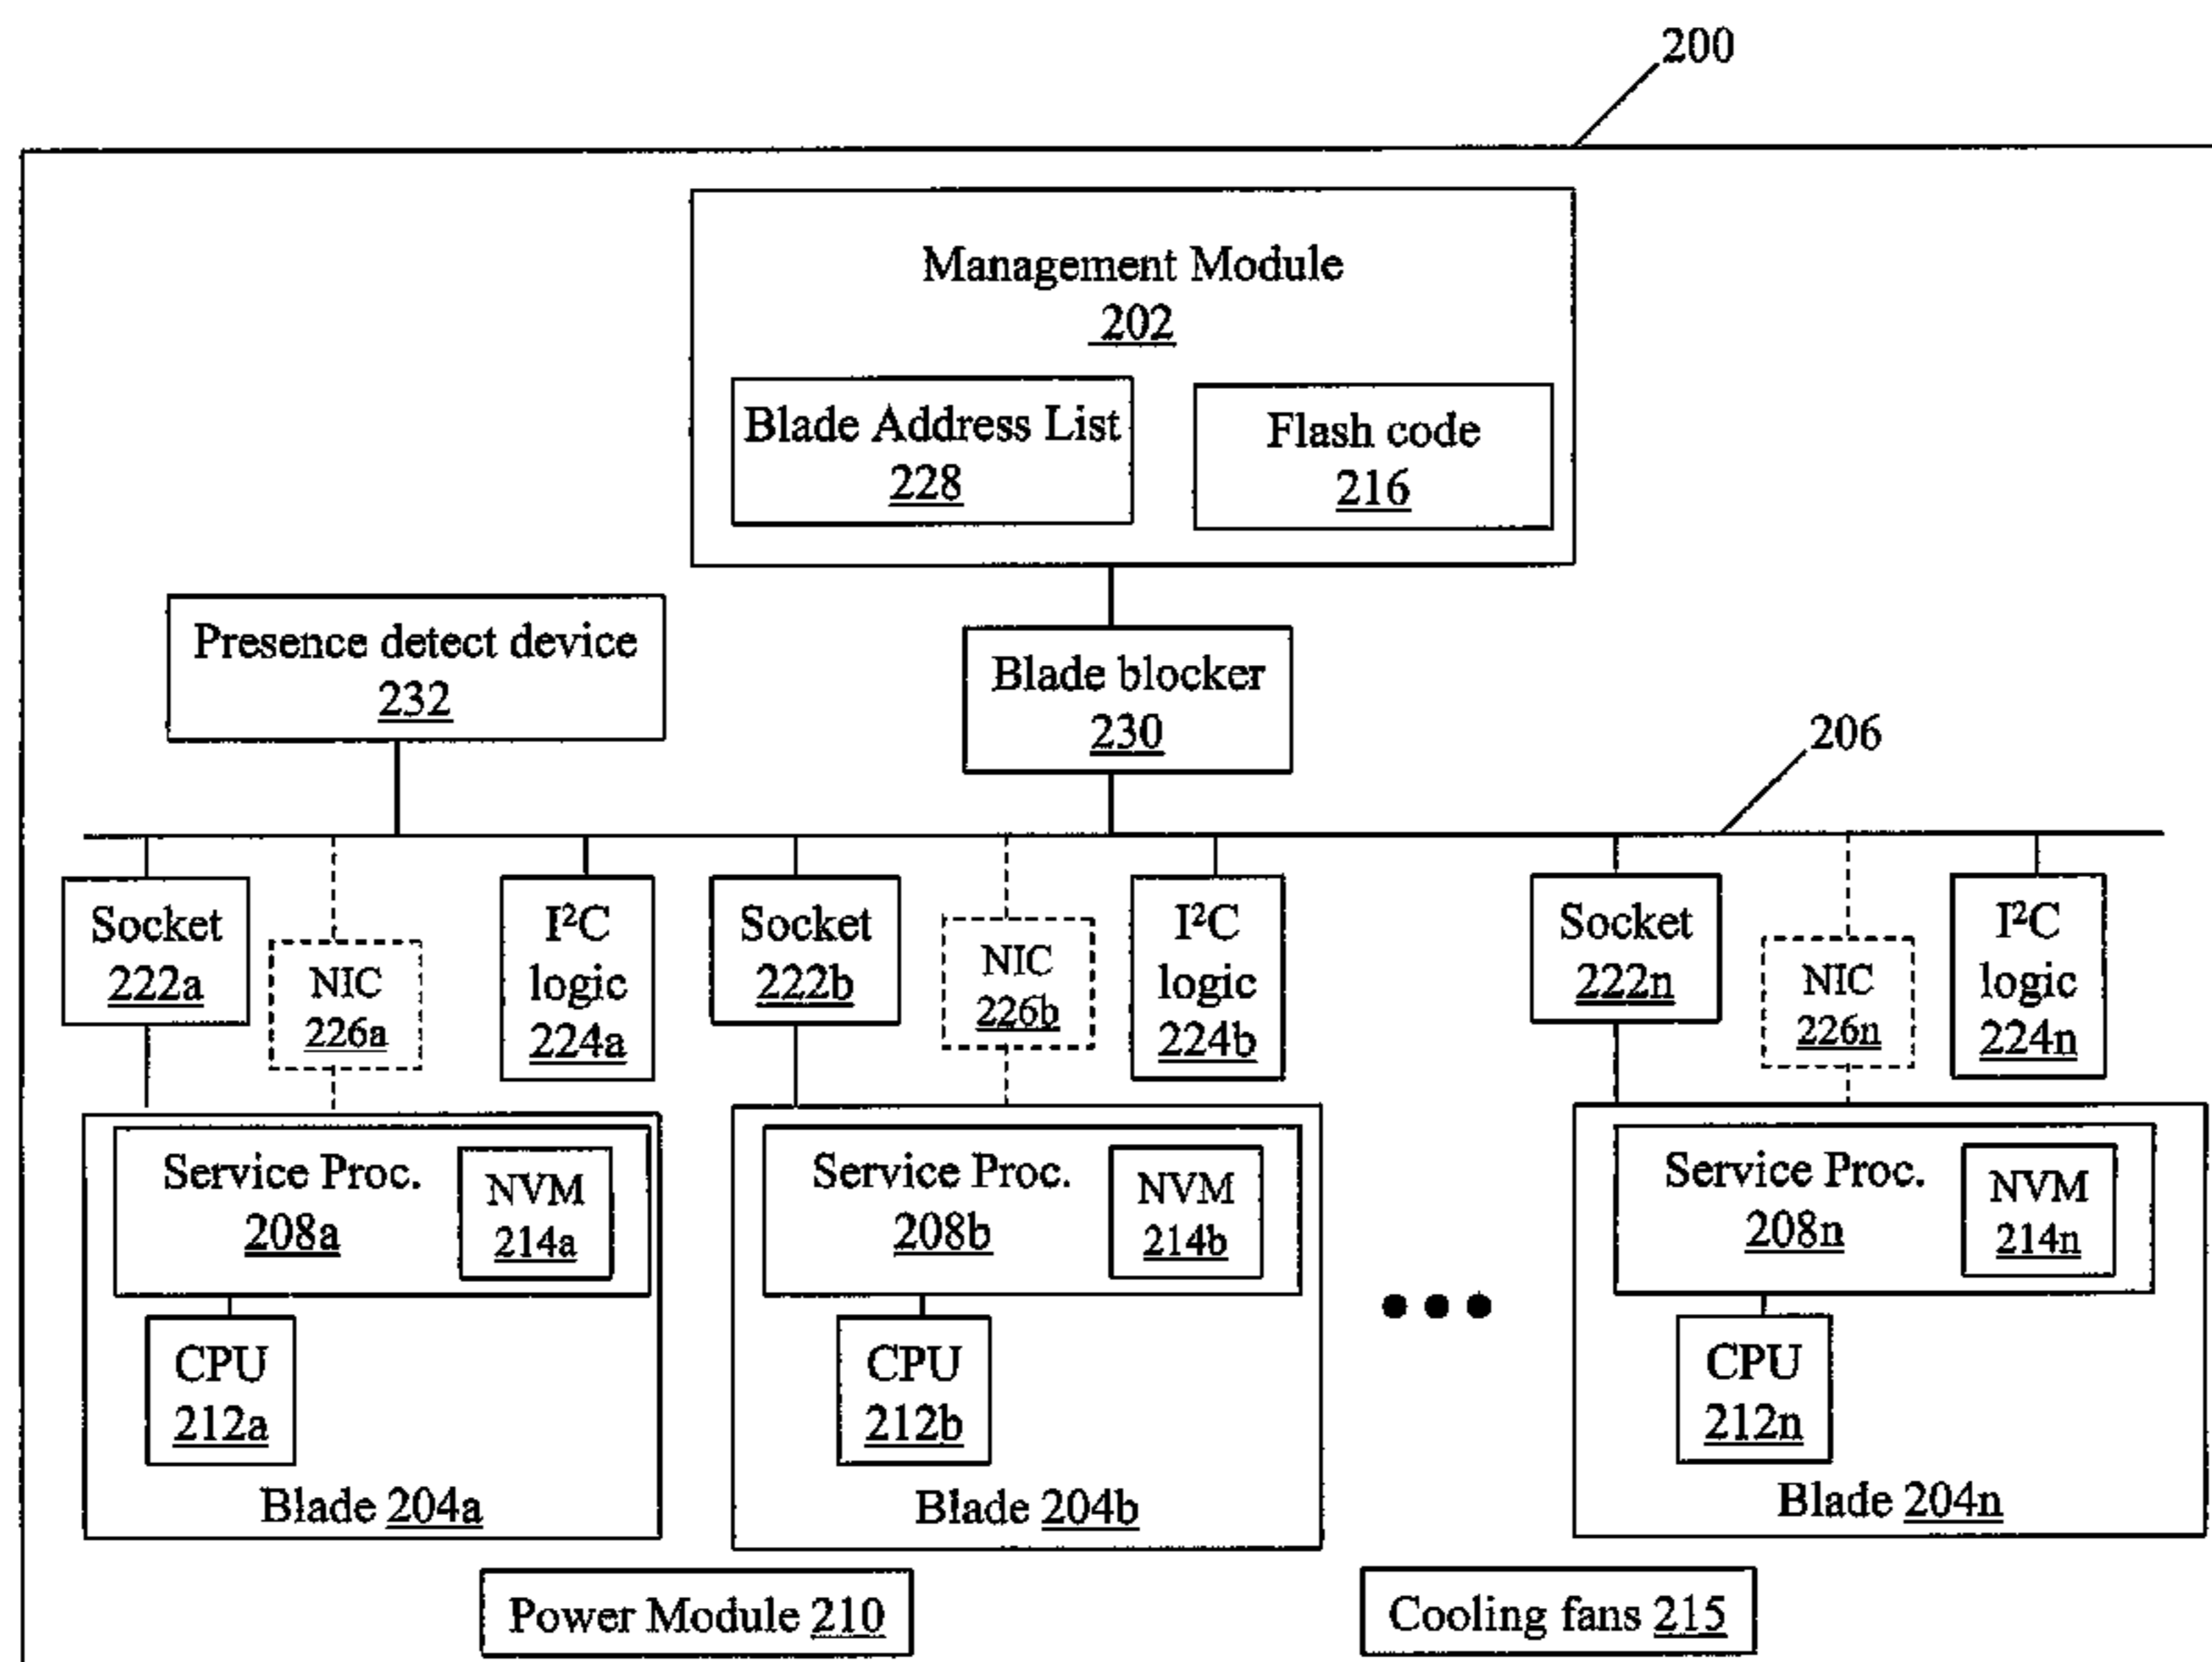 200
Management Module
202
Blade Address List
228
Flash code
216
Presence detect device
232
Blade blocker
230
206
Socket
222a
NIC
226a
I²C
logic
224a
Socket
222b
NIC
226b
I²C
logic
224b
Socket
222n
NIC
226n
I²C
logic
224n
Service Proc.
208a
NVM
214a
CPU
212a
Blade 204a
Service Proc.
208b
NVM
214b
CPU
212b
Blade 204b
Service Proc.
208n
NVM
214n
CPU
212n
Blade 204n
Power Module 210
Cooling fans 215